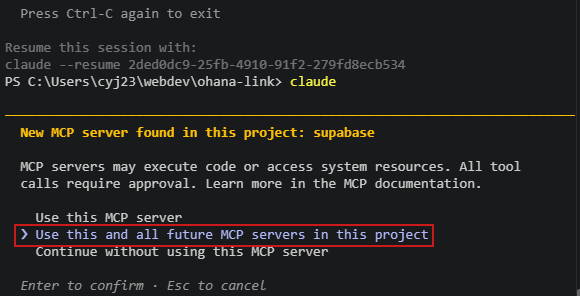 Press Ctrl-C again to exit
Resume this session with:
claude --resume 2ded0dc9-25fb-4910-91f2-279fd8ecb534
PS C:\Users\cyj23\webdev\ohana-link> claude
New MCP server found in this project: supabase
MCP servers may execute code or access system resources. All tool
calls require approval. Learn more in the MCP documentation.
Use this MCP server
❯ Use this and all future MCP servers in this project
Continue without using this MCP server
Enter to confirm · Esc to cancel